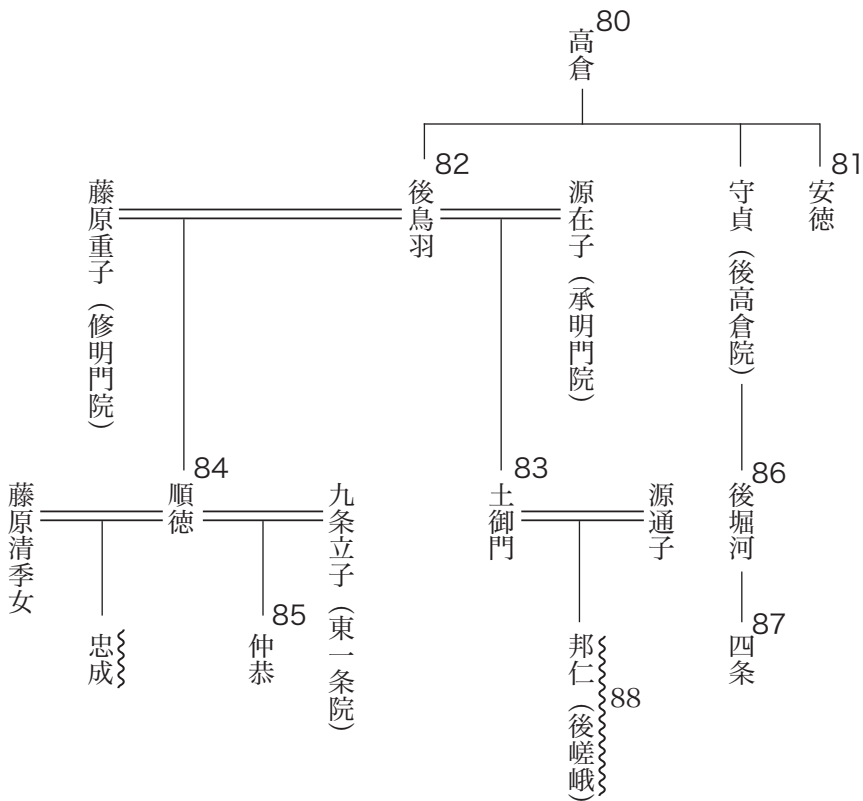 80
高倉
81
安徳
守貞（後高倉院）
源在子（承明門院）
82
後鳥羽
藤原重子（修明門院）
86
後堀河
源通子
83
土御門
九条立子（東一条院）
84
順徳
藤原清季女
87
四条
88
邦仁（後嵯峨）
85
仲恭
忠成